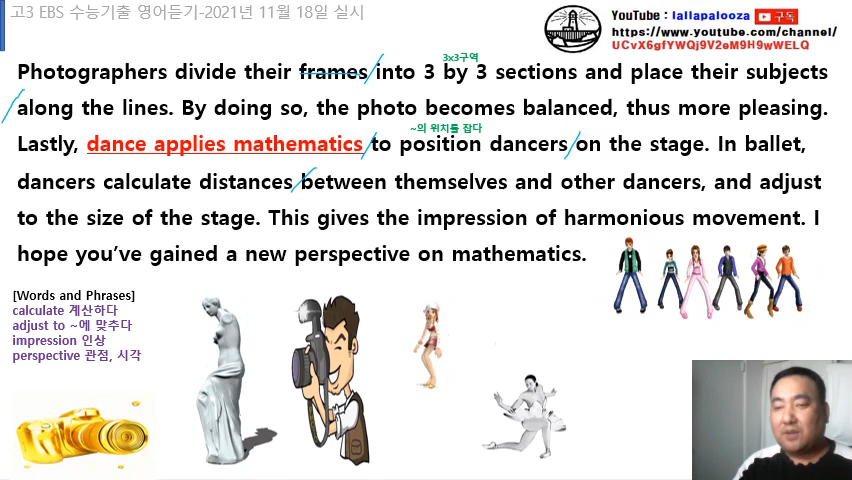 고3 EBS 수능기출 영어듣기-2021년 11월 18일 실시
YouTube : lallapalooza 구독
https://www.youtube.com/channel/
UCvX6gfYWQj9V2eM9H9wWELQ
3x3구역
Photographers divide their frames into 3 by 3 sections and place their subjects
along the lines. By doing so, the photo becomes balanced, thus more pleasing.
~의 위치를 잡다
Lastly, dance applies mathematics to position dancers on the stage. In ballet,
dancers calculate distances between themselves and other dancers, and adjust
to the size of the stage. This gives the impression of harmonious movement. I
hope you’ve gained a new perspective on mathematics.
[Words and Phrases]
calculate 계산하다
adjust to ~에 맞추다
impression 인상
perspective 관점, 시각